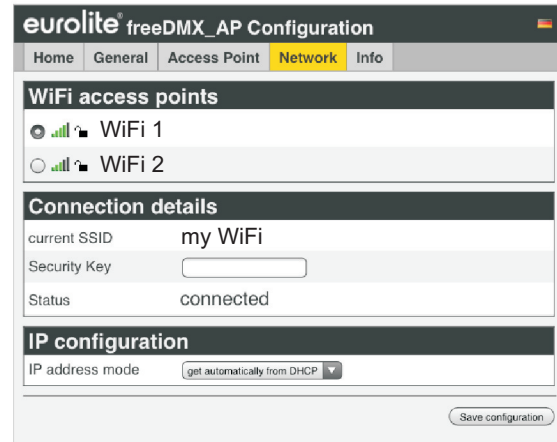 eurolite® freeDMX_AP Configuration
Home General Access Point Network Info
WiFi access points
WiFi 1
WiFi 2
Connection details
current SSID my WiFi
Security Key
Status connected
IP configuration
IP address mode get automatically from DHCP
Save configuration